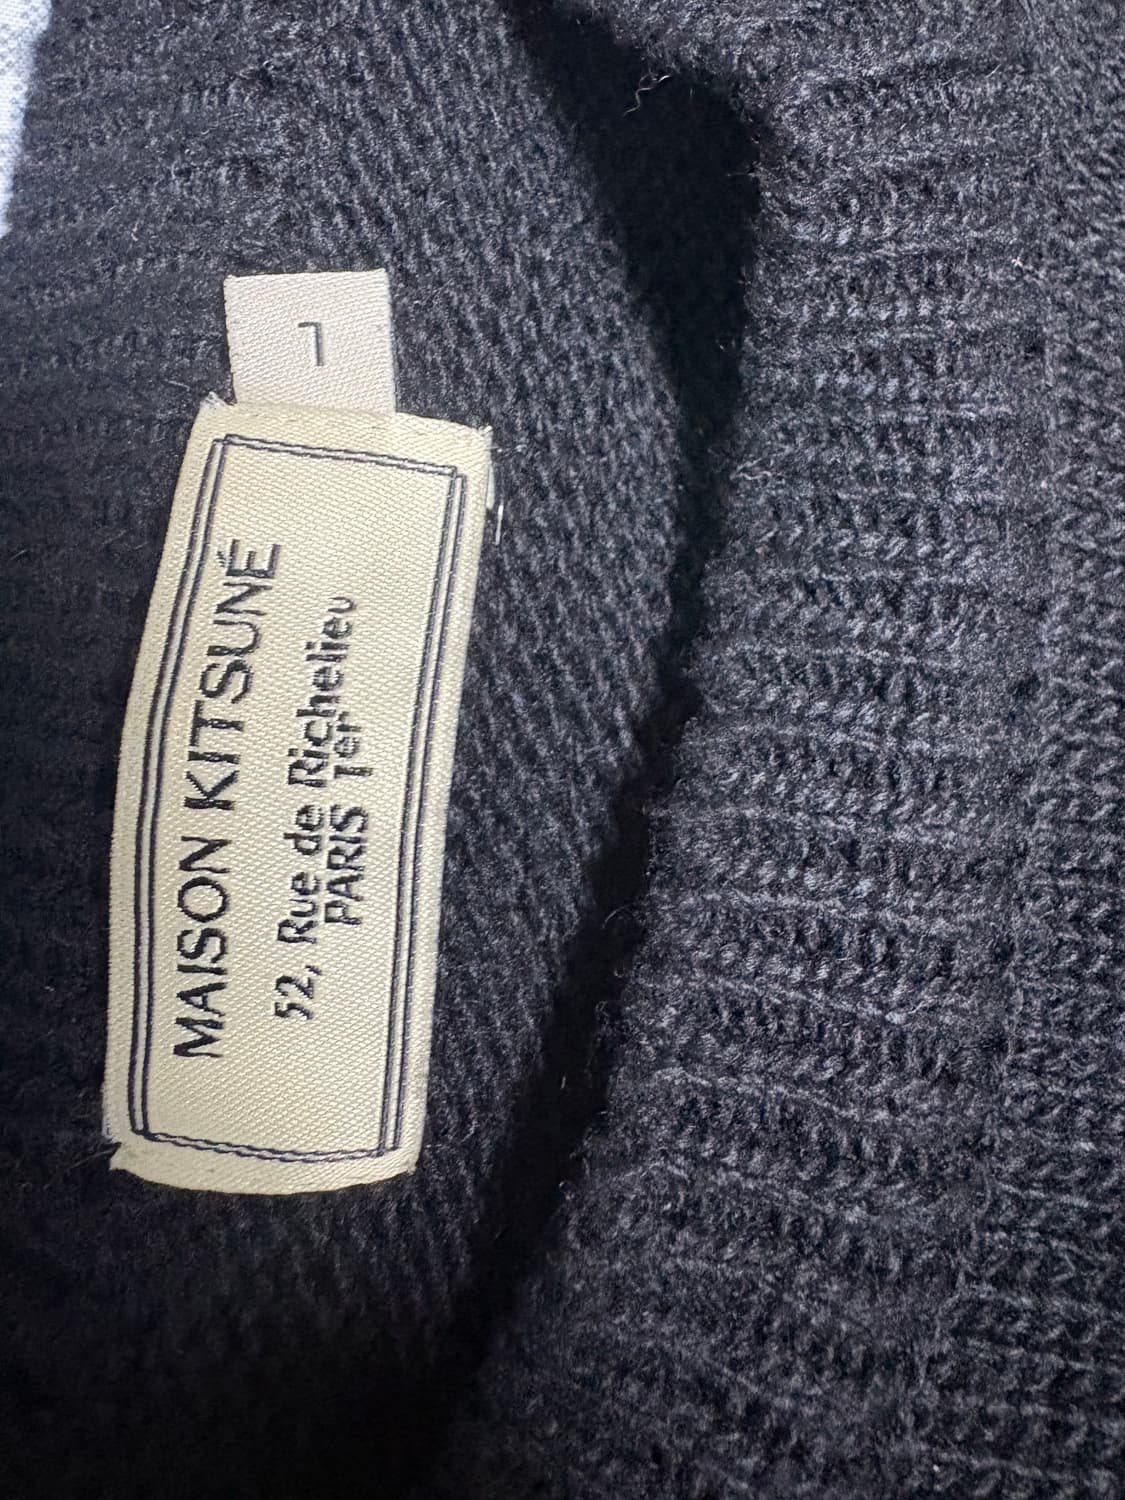 MAISON KITSUNÉ
52, Rue de Richelieu
PARIS 1er
L